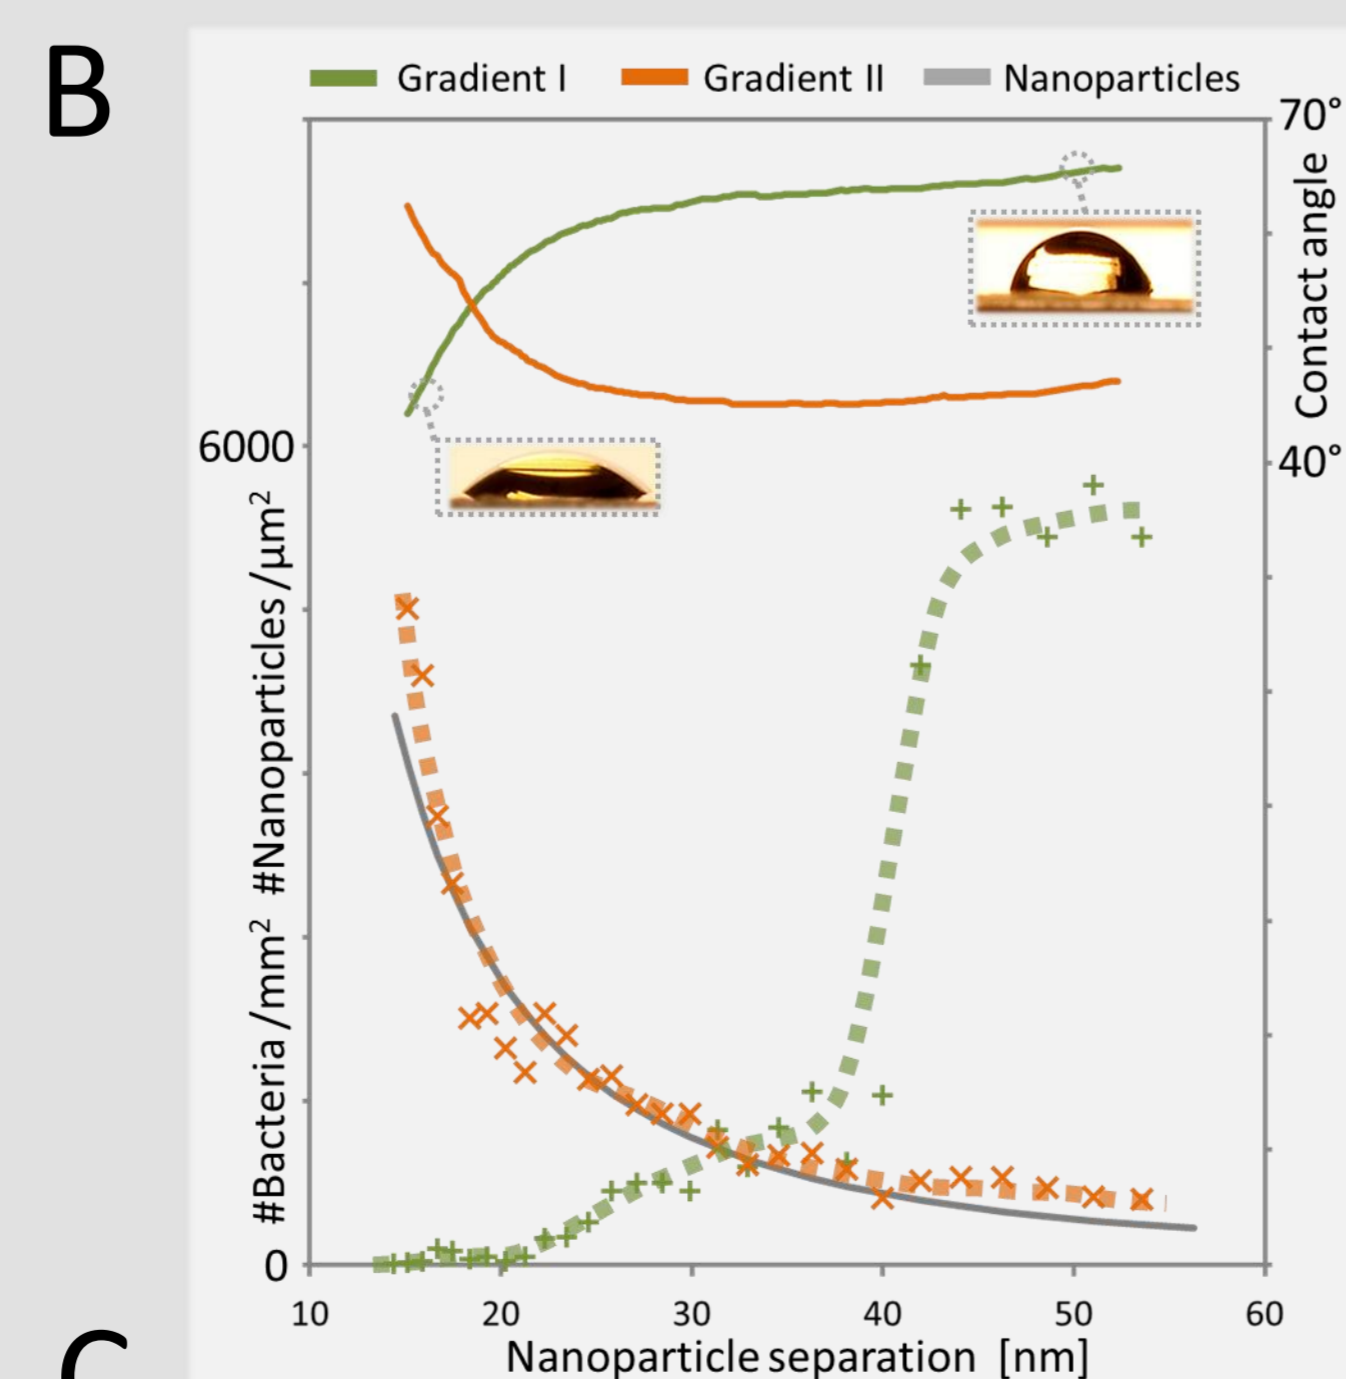 B
Gradient I
Gradient II
Nanoparticles
70°
Contact angle
40°
6000
#Bacteria /mm² #Nanoparticles /µm²
0
10 20 30 40 50 60
Nanoparticle separation [nm]
C